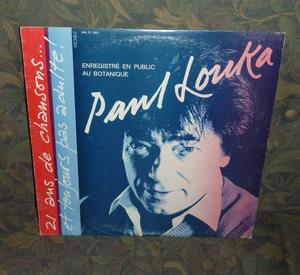 ENREGISTRÉ EN PUBLIC
AU BOTANIQUE
Paul Louka
21 ans de chansons...
et toujours pas adulte!